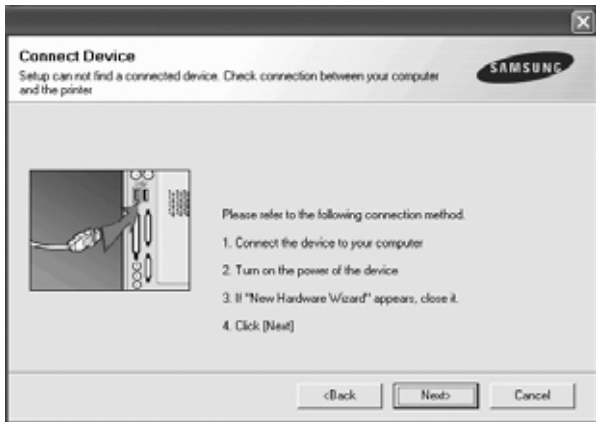 Connect Device
Setup can not find a connected device. Check connection between your computer
and the printer
SAMSUNG
Please refer to the following connection method.
1. Connect the device to your computer
2. Turn on the power of the device
3. If "New Hardware Wizard" appears, close it.
4. Click [Next]
<Back
Next>
Cancel